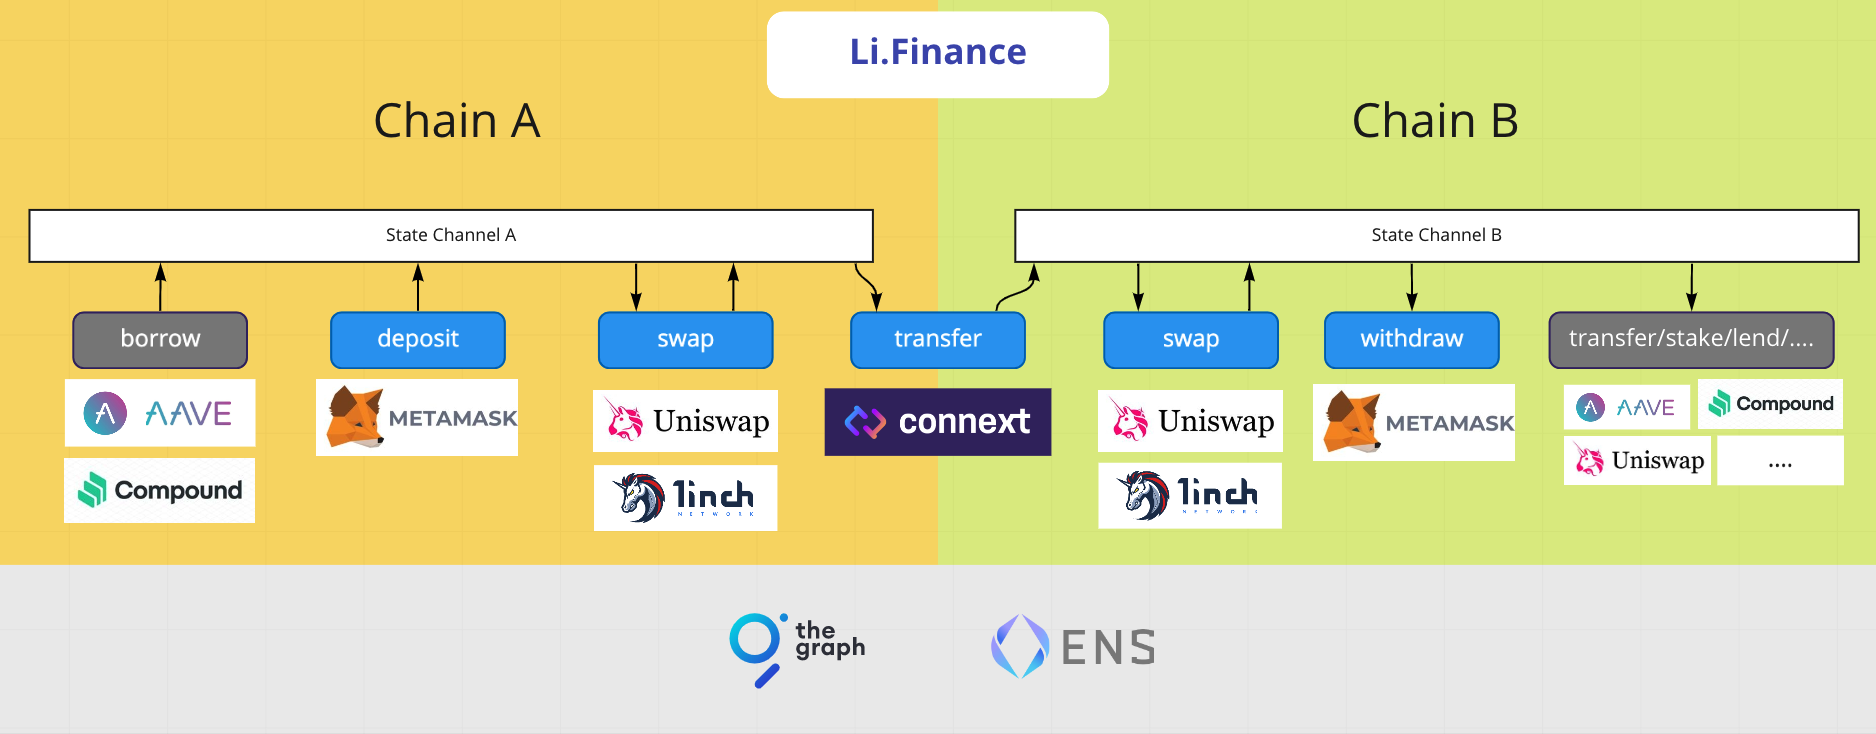 Li.Finance
Chain A
Chain B
State Channel A
State Channel B
borrow
deposit
swap
transfer
swap
withdraw
transfer/stake/lend/....
AAVE
Compound
METAMASK
Uniswap
1inch
NETWORK
connext
Uniswap
1inch
NETWORK
METAMASK
AAVE
Compound
Uniswap
....
the
graph
ENS